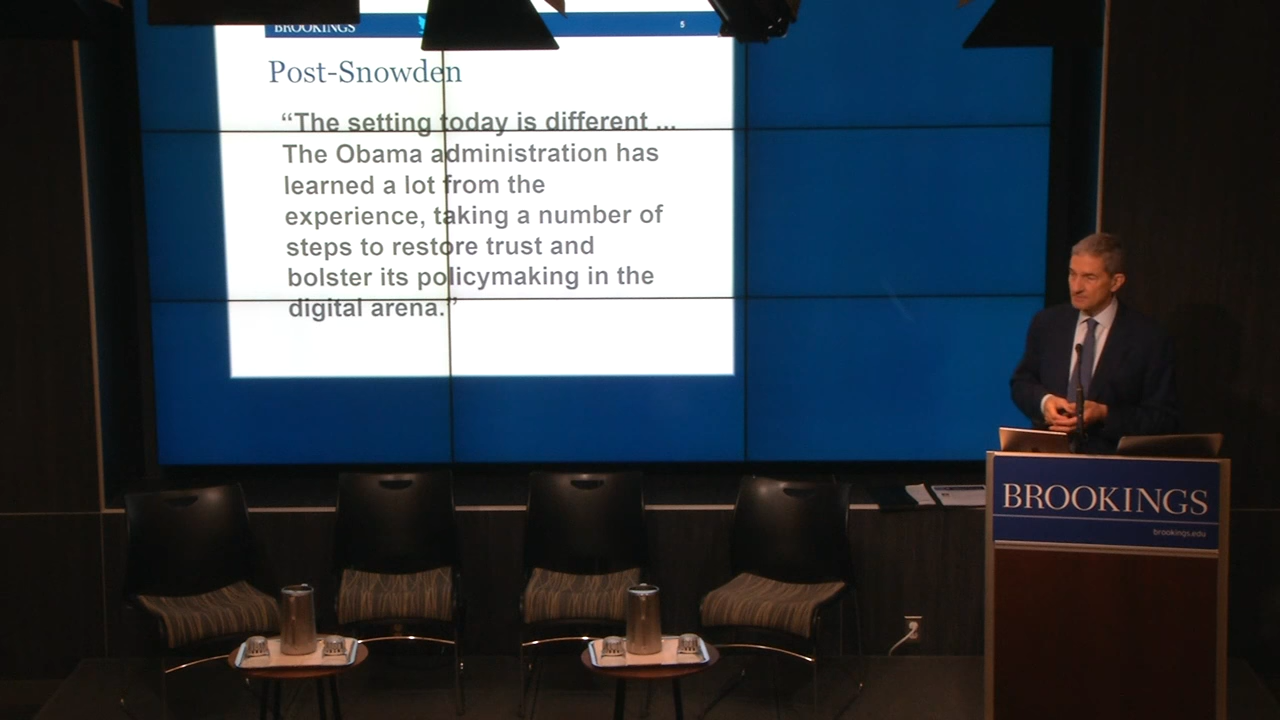 BROOKINGS
5
Post-Snowden
“The setting today is different ...
The Obama administration has
learned a lot from the
experience, taking a number of
steps to restore trust and
bolster its policymaking in the
digital arena.”
BROOKINGS
brookings.edu